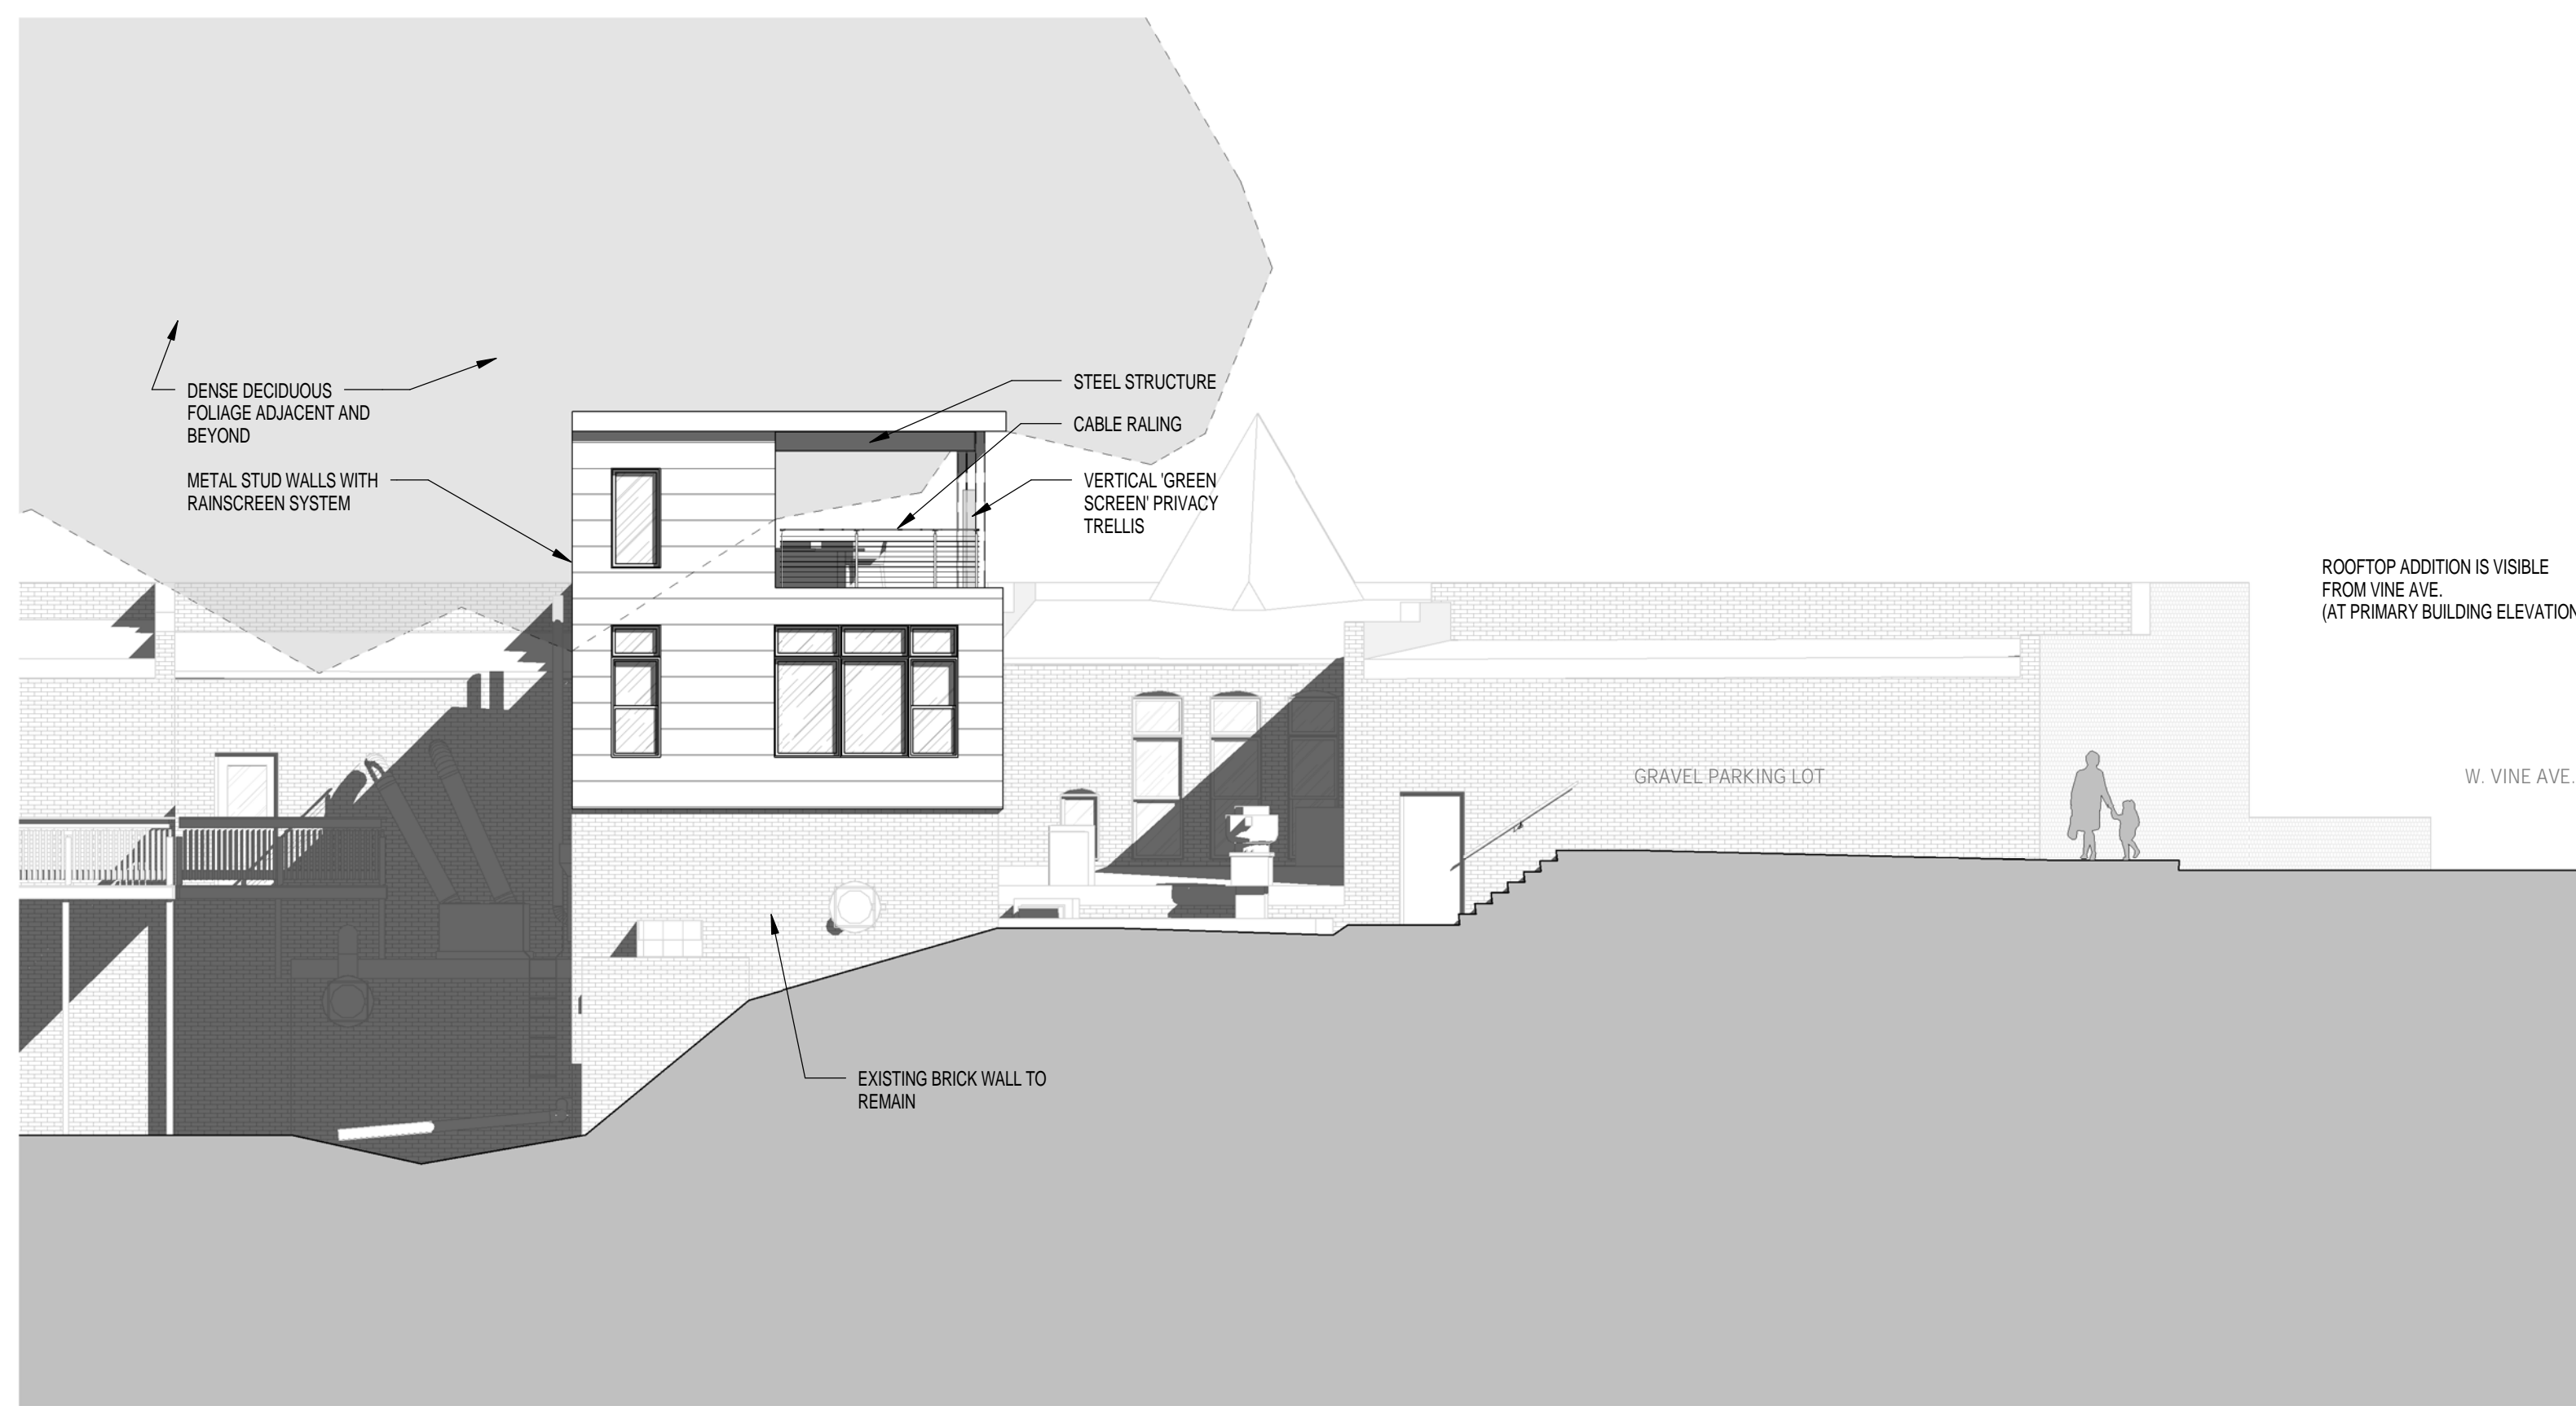 DENSE DECIDUOUS
FOLIAGE ADJACENT AND
BEYOND
METAL STUD WALLS WITH
RAINSCREEN SYSTEM
STEEL STRUCTURE
CABLE RALING
VERTICAL 'GREEN
SCREEN' PRIVACY
TRELLIS
ROOFTOP ADDITION IS VISIBLE
FROM VINE AVE.
(AT PRIMARY BUILDING ELEVATION
GRAVEL PARKING LOT
W. VINE AVE.
EXISTING BRICK WALL TO
REMAIN